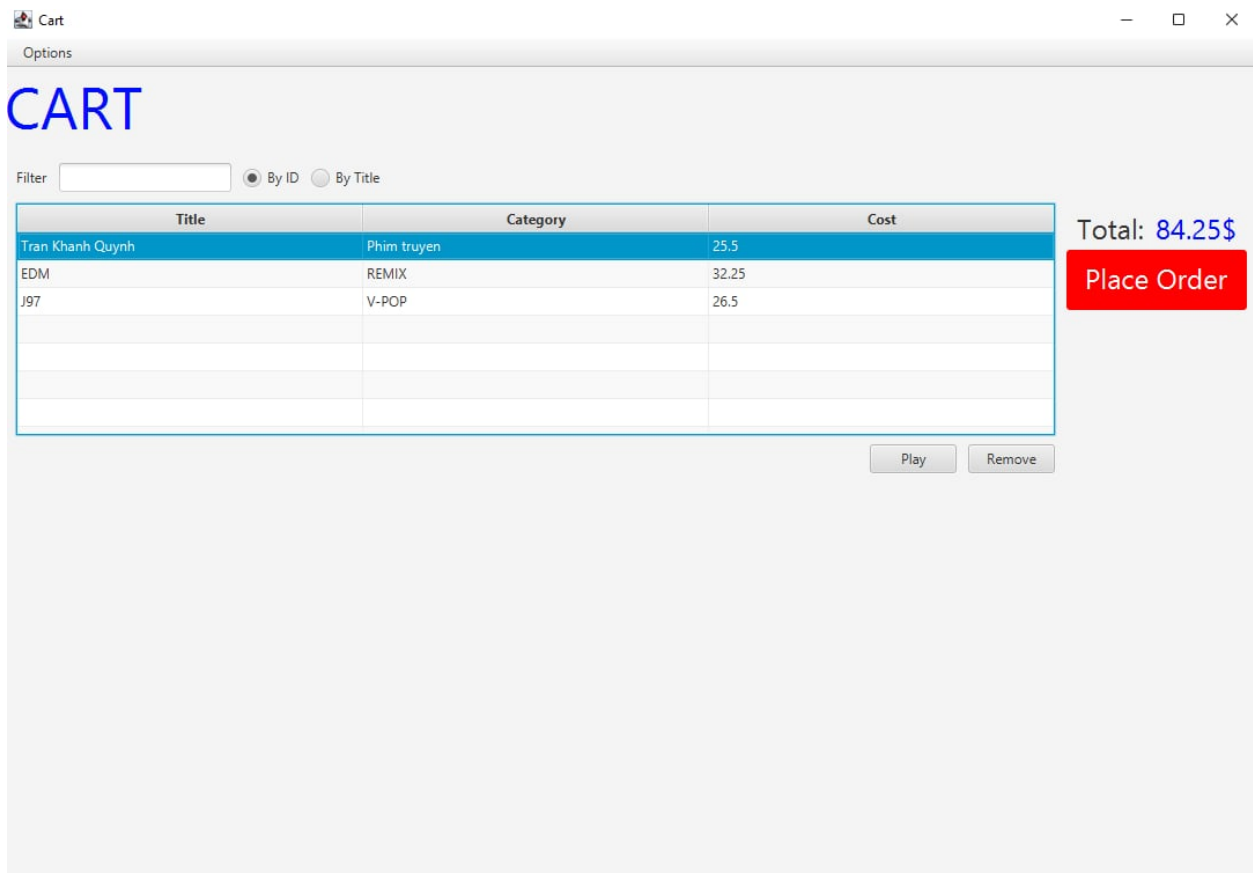 Cart
Options
CART
Filter By ID By Title
Title Category Cost
Tran Khanh Quynh Phim truyen 25.5
EDM REMIX 32.25
J97 V-POP 26.5
Total: 84.25$
Place Order
Play Remove